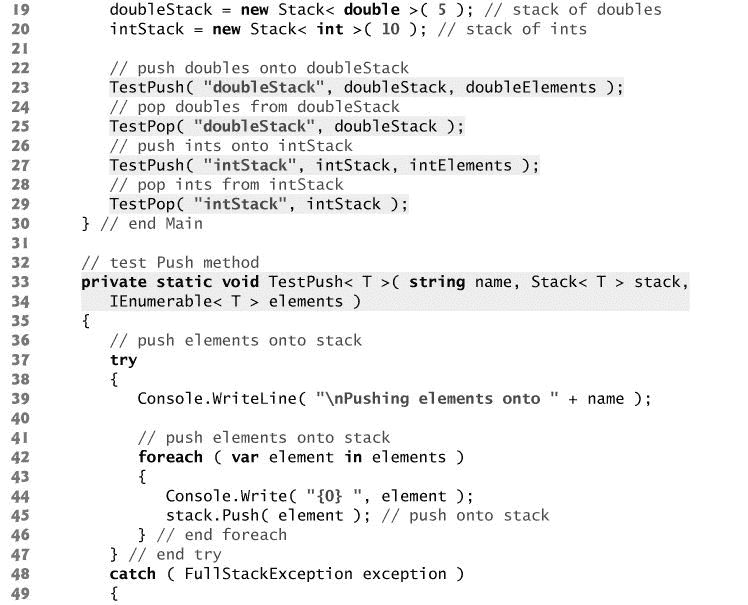 19 doubleStack = new Stack< double >( 5 ); // stack of doubles
20 intStack = new Stack< int >( 10 ); // stack of ints
21
22 // push doubles onto doubleStack
23 TestPush( "doubleStack", doubleStack, doubleElements );
24 // pop doubles from doubleStack
25 TestPop( "doubleStack", doubleStack );
26 // push ints onto intStack
27 TestPush( "intStack", intStack, intElements );
28 // pop ints from intStack
29 TestPop( "intStack", intStack );
30 } // end Main
31
32 // test Push method
33 private static void TestPush< T >( string name, Stack< T > stack,
34 IEnumerable< T > elements )
35 {
36 // push elements onto stack
37 try
38 {
39 Console.WriteLine( "\nPushing elements onto " + name );
40
41 // push elements onto stack
42 foreach ( var element in elements )
43 {
44 Console.Write( "{0} ", element );
45 stack.Push( element ); // push onto stack
46 } // end foreach
47 } // end try
48 catch ( FullStackException exception )
49 {